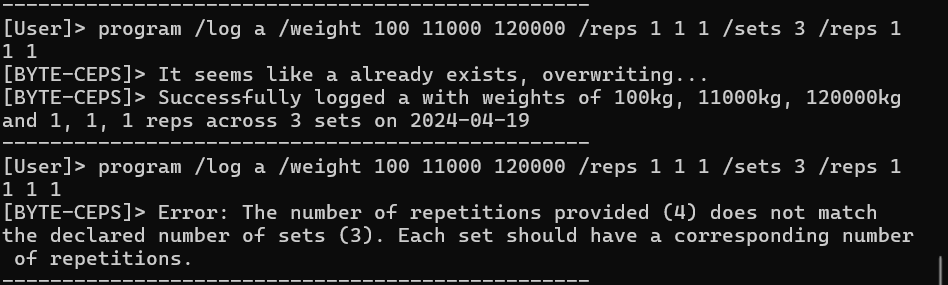 -------------------------------------------------
[User]> program /log a /weight 100 11000 120000 /reps 1 1 1 /sets 3 /reps 1
1 1
[BYTE-CEPS]> It seems like a already exists, overwriting...
[BYTE-CEPS]> Successfully logged a with weights of 100kg, 11000kg, 120000kg
and 1, 1, 1 reps across 3 sets on 2024-04-19
-------------------------------------------------
[User]> program /log a /weight 100 11000 120000 /reps 1 1 1 /sets 3 /reps 1
1 1 1
[BYTE-CEPS]> Error: The number of repetitions provided (4) does not match
the declared number of sets (3). Each set should have a corresponding number
 of repetitions.
-------------------------------------------------